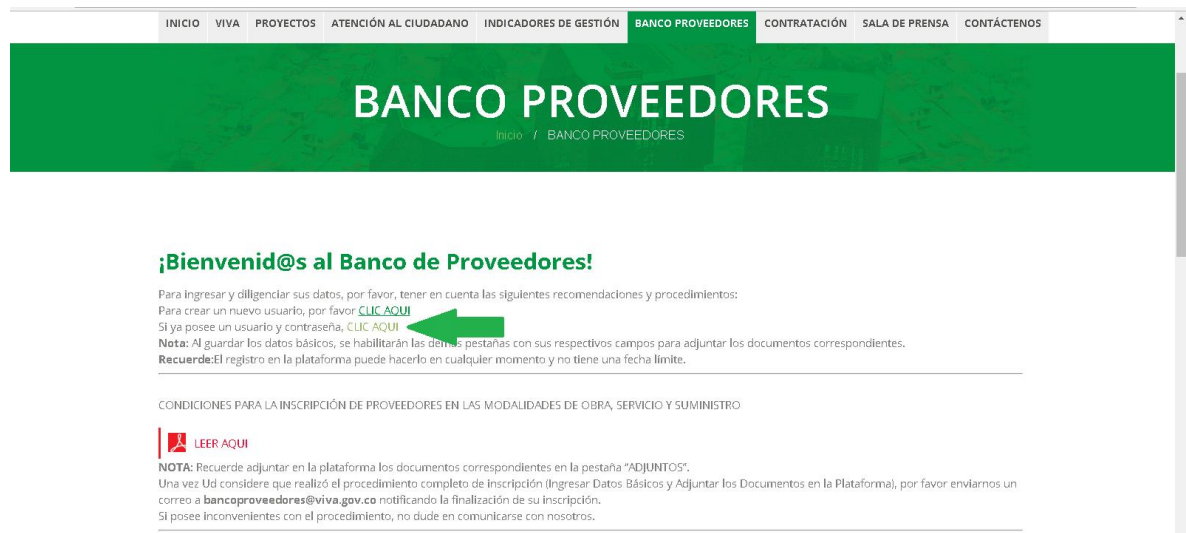 INICIO VIVA PROYECTOS ATENCIÓN AL CIUDADANO INDICADORES DE GESTIÓN BANCO PROVEEDORES CONTRATACIÓN SALA DE PRENSA CONTÁCTENOS
BANCO PROVEEDORES
Inicio / BANCO PROVEEDORES
¡Bienvenid@s al Banco de Proveedores!
Para ingresar y diligenciar sus datos, por favor, tener en cuenta las siguientes recomendaciones y procedimientos:
Para crear un nuevo usuario, por favor CLIC AQUI
Si ya posee un usuario y contraseña, CLIC AQUI
Nota: Al guardar los datos básicos, se habilitarán las demás pestañas con sus respectivos campos para adjuntar los documentos correspondientes.
Recuerde:El registro en la plataforma puede hacerlo en cualquier momento y no tiene una fecha límite.
CONDICIONES PARA LA INSCRIPCIÓN DE PROVEEDORES EN LAS MODALIDADES DE OBRA, SERVICIO Y SUMINISTRO
LEER AQUI
NOTA: Recuerde adjuntar en la plataforma los documentos correspondientes en la pestaña "ADJUNTOS".
Una vez Ud considere que realizó el procedimiento completo de inscripción (Ingresar Datos Básicos y Adjuntar los Documentos en la Plataforma), por favor enviarnos un
correo a bancoproveedores@viva.gov.co notificando la finalización de su inscripción.
Si posee inconvenientes con el procedimiento, no dude en comunicarse con nosotros.